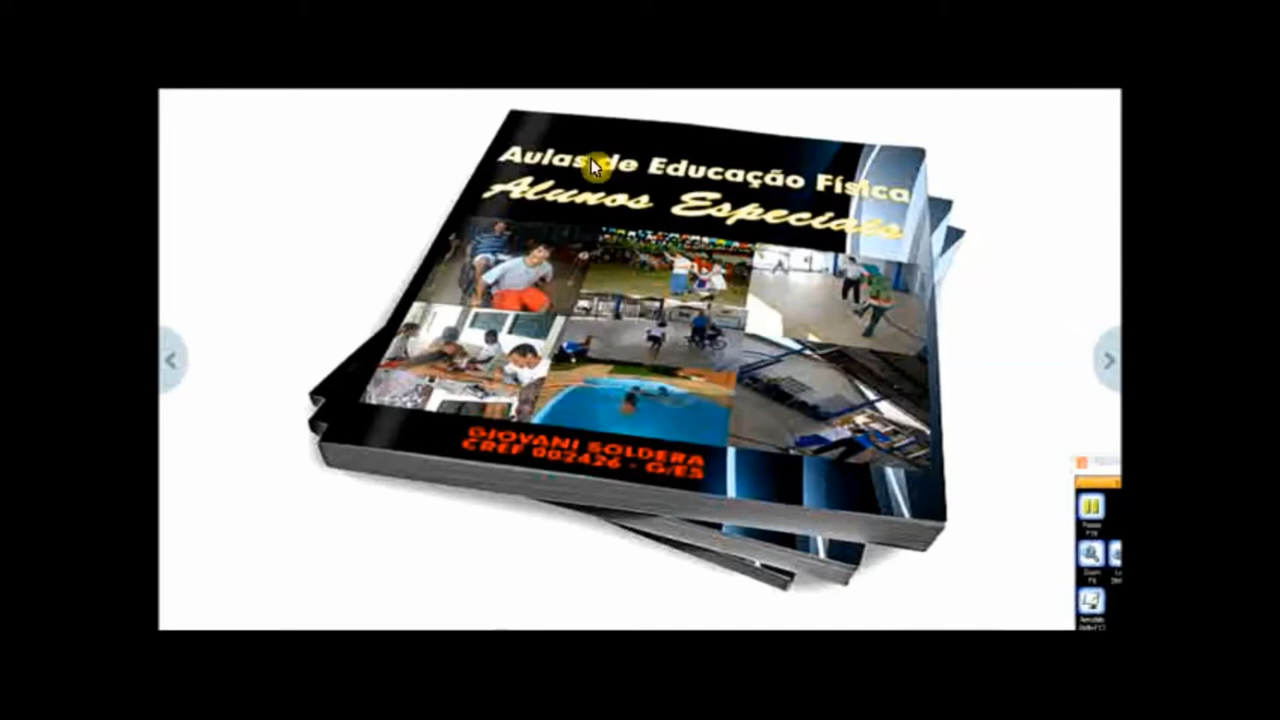 Aulas de Educação Física
Alunos Especiais
GIOVANI SOLDERA
CREF 002426 - G/ES